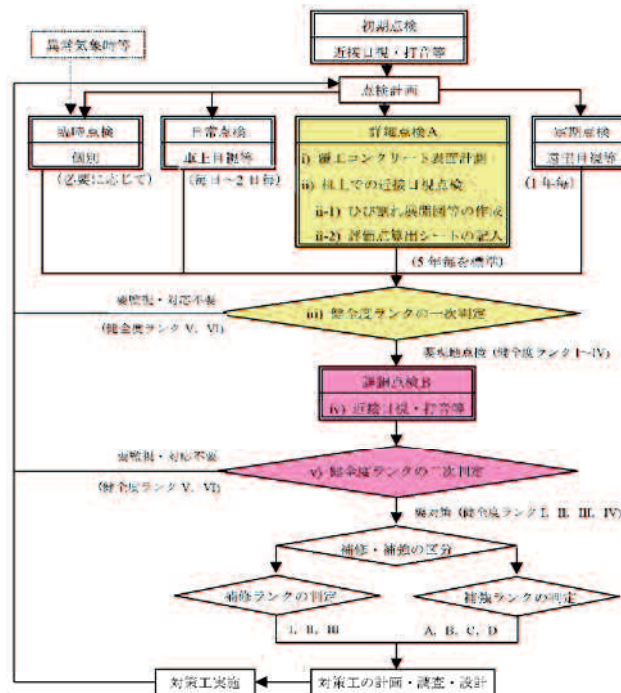 初期点検
近接目視・打音等
異常気象時等
点検計画
臨時点検
個別
(必要に応じて)
日常点検
車上目視等
(毎日~2日毎)
詳細点検A
i) 覆工コンクリート表面計測
ii) 机上での近接目視点検
ii-1) ひび割れ展開図等の作成
ii-2) 評価点算出シートの記入
(5年毎を標準)
定期点検
遠望目視等
(1年毎)
要監視・対応不要
(健全度ランク V、VI)
iii) 健全度ランクの一次判定
要現地点検 (健全度ランク I~IV)
詳細点検B
iv) 近接目視・打音等
要監視・対応不要
(健全度ランク V、VI)
v) 健全度ランクの二次判定
要対策 (健全度ランク I、II、III、IV)
補修・補強の区分
補修ランクの判定
補強ランクの判定
I、II、III
A、B、C、D
対策工実施
対策工の計画・調査・設計